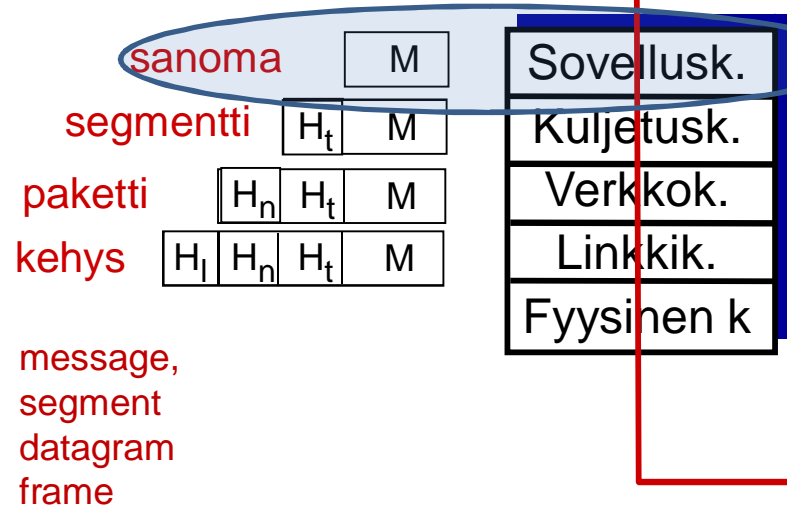 sanoma M Sovellusk.
segmentti Ht M Kuljetusk.
paketti Hn Ht M Verkkok.
kehys Hl Hn Ht M Linkkik.
Fyysinen k
message,
segment
datagram
frame